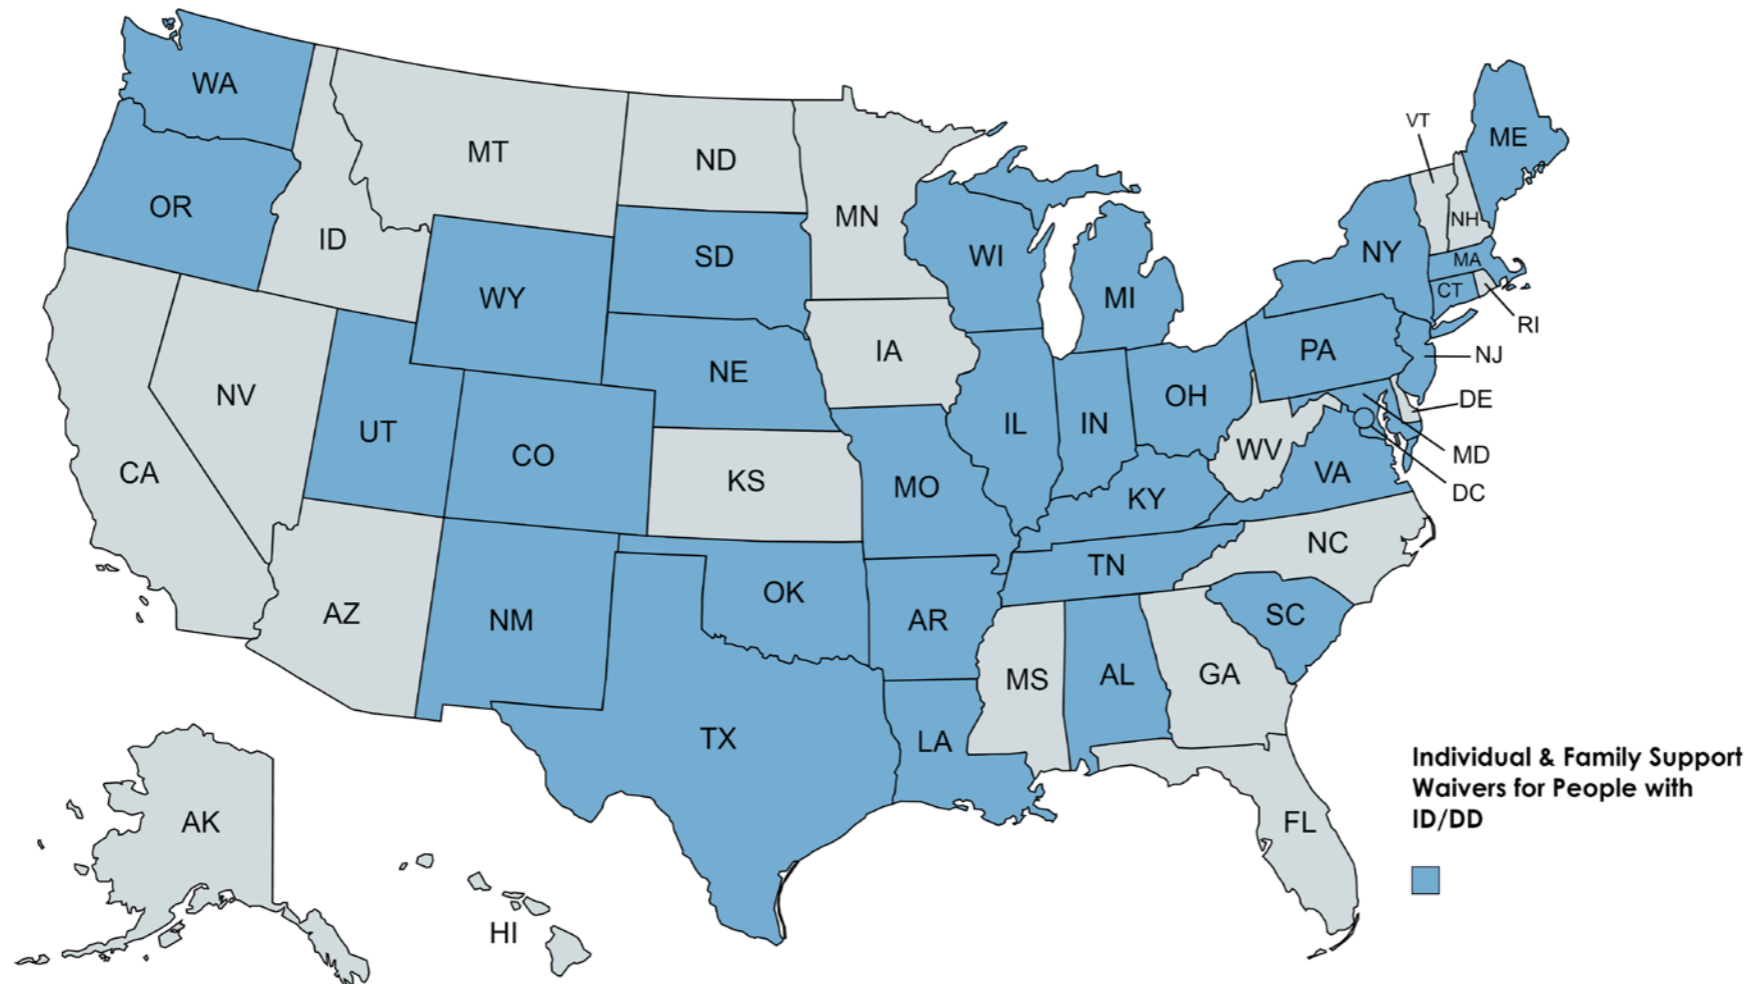 WA
MT
ND
VT
ME
OR
ID
MN
NH
NY
SD
WI
MA
WY
MI
CT
RI
IA
PA
NJ
NE
NV
OH
DE
UT
IL
IN
CO
WV
MD
CA
KS
MO
VA
DC
KY
NC
TN
OK
AZ
NM
AR
SC
MS
AL
GA
TX
LA
Individual & Family Support
Waivers for People with
ID/DD
AK
FL
HI